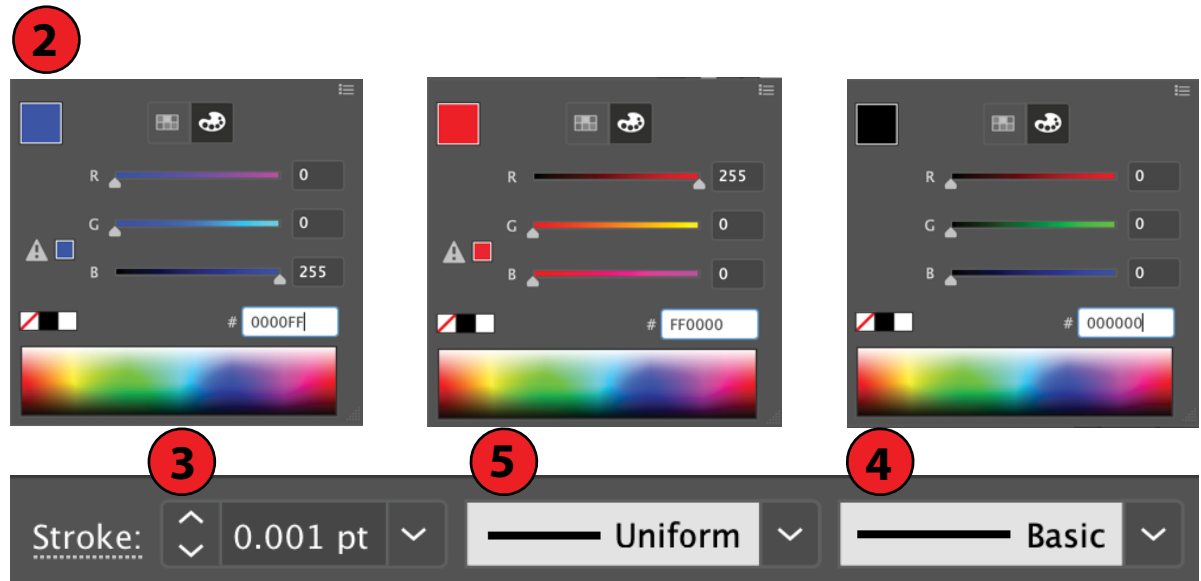 2
R 0
G 0
B 255
# 0000FF
R 255
G 0
B 0
# FF0000
R 0
G 0
B 0
# 000000
3 5 4
Stroke: 0.001 pt Uniform Basic